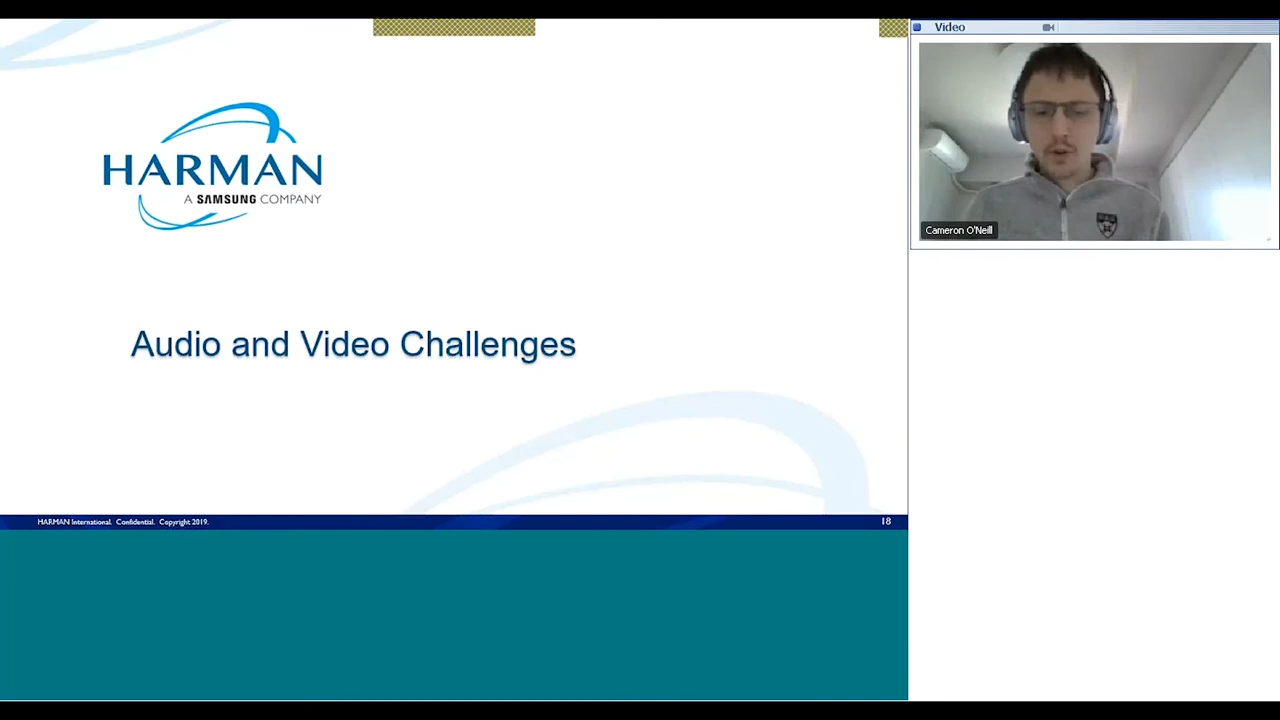 HARMAN
A SAMSUNG COMPANY
Audio and Video Challenges
HARMAN International. Confidential. Copyright 2019.
18
Video
Cameron O'Neill